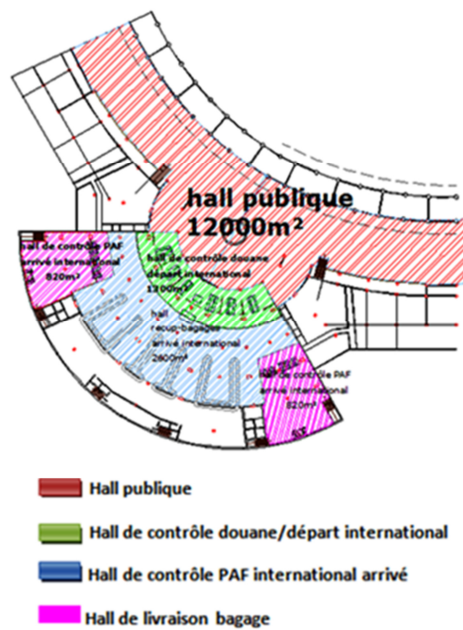 hall publique
12000m²
hall de contrôle PAF
arrivé international
820m²
hall de contrôle douane
départ international
1200m²
hall
recup-bagages
arrivé international
2600m²
hall de contrôle PAF
arrivé international
820m²
Hall publique
Hall de contrôle douane/départ international
Hall de contrôle PAF international arrivé
Hall de livraison bagage